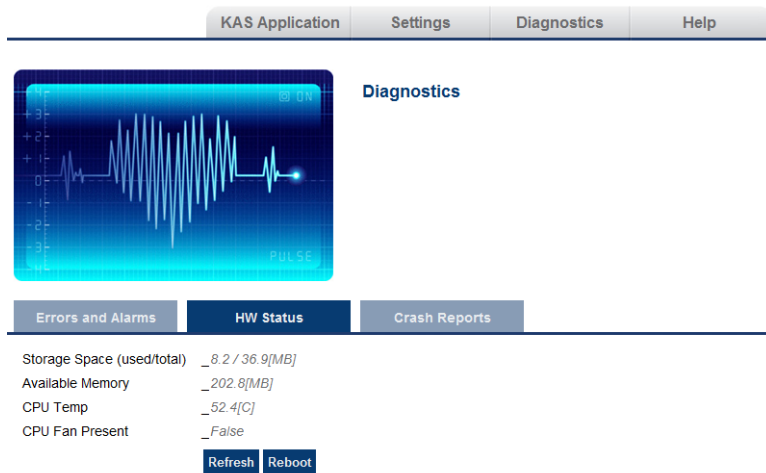 KAS Application Settings Diagnostics Help
Diagnostics
ON
4
+3
+2
+1
0
-1
-2
-3
PULSE
Errors and Alarms HW Status Crash Reports
Storage Space (used/total) _8.2 / 36.9[MB]
Available Memory _202.8[MB]
CPU Temp _52.4[C]
CPU Fan Present _False
Refresh Reboot